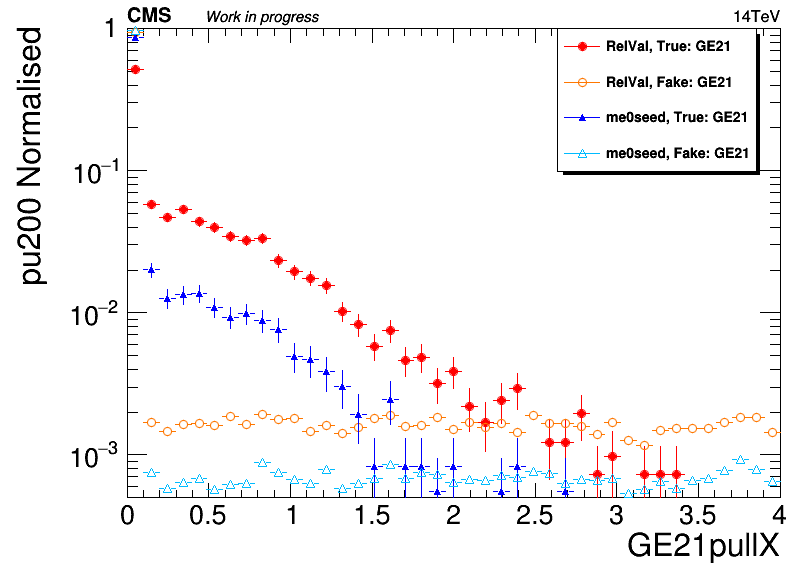 CMS Work in progress 14TeV
RelVal, True: GE21
RelVal, Fake: GE21
me0seed, True: GE21
me0seed, Fake: GE21
pu200 Normalised
1
10−1
10−2
10−3
0 0.5 1 1.5 2 2.5 3 3.5 4
GE21pullX